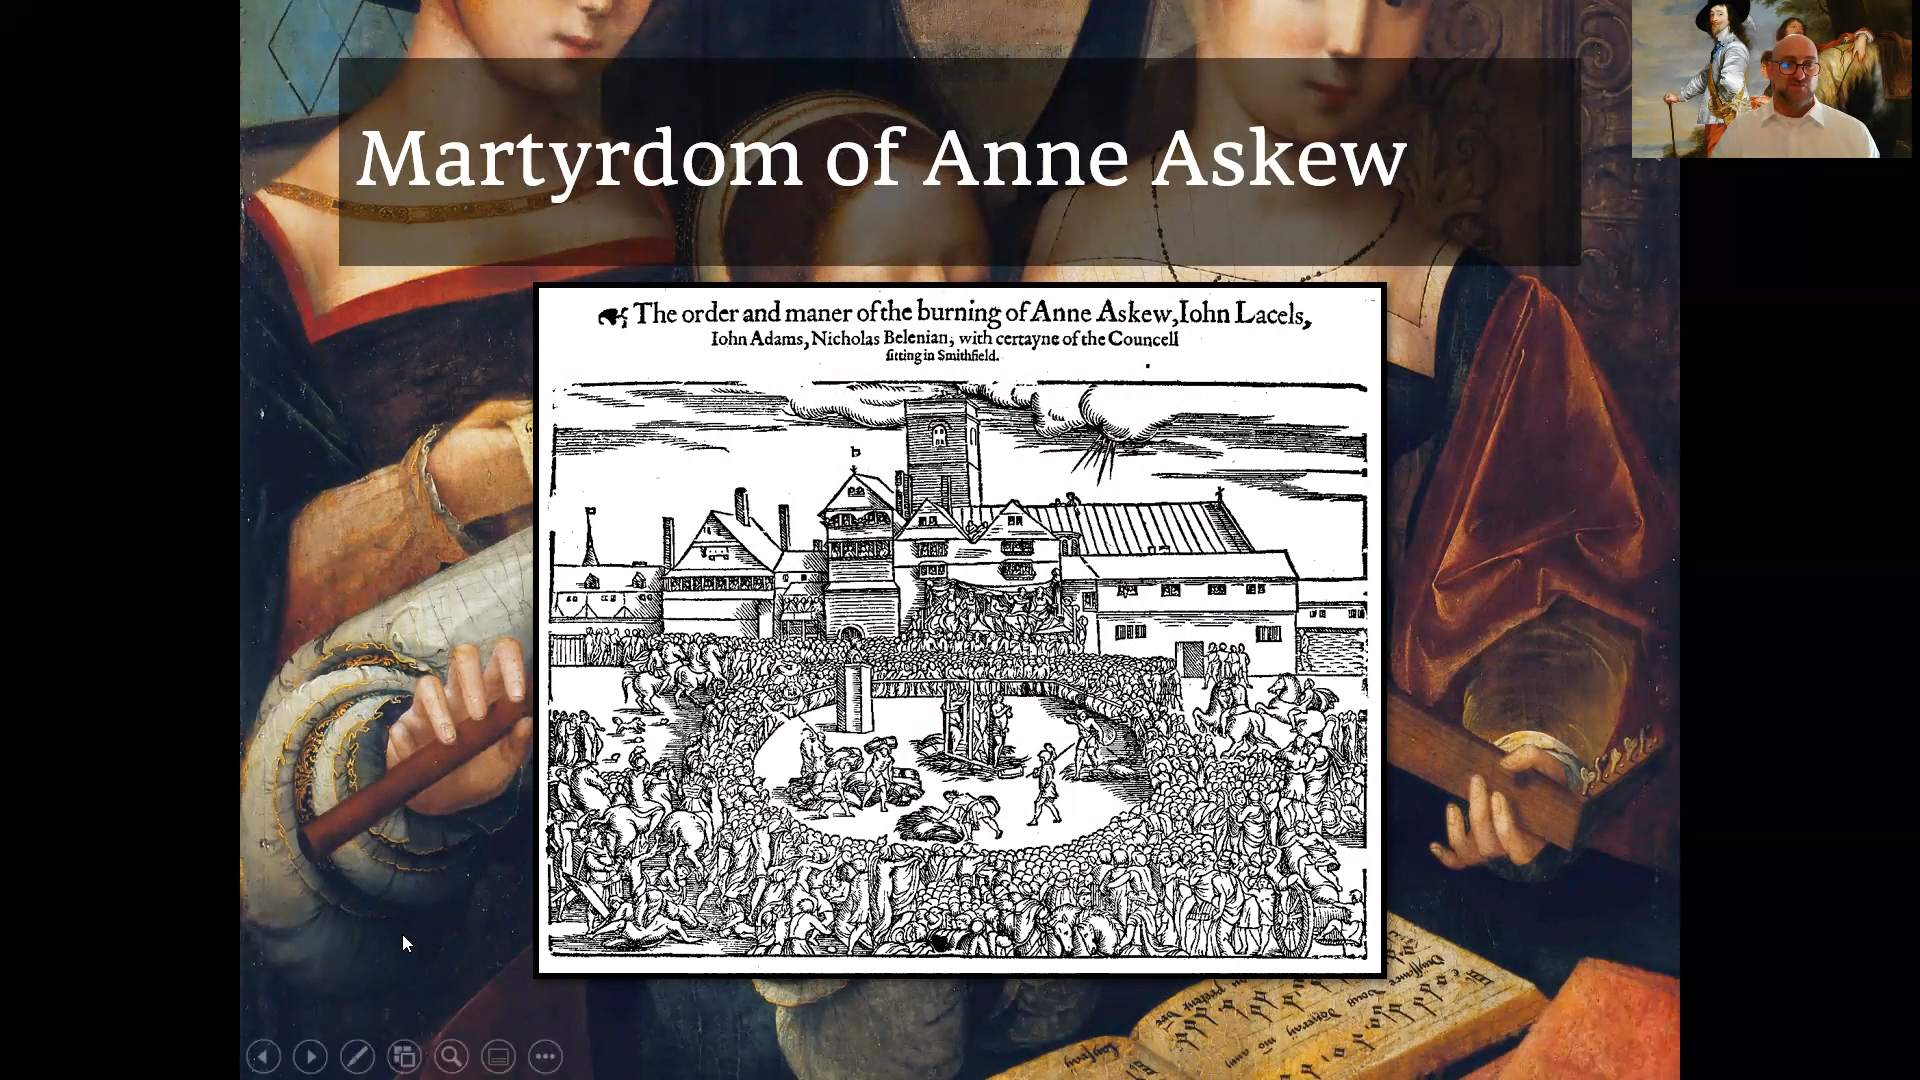 Martyrdom of Anne Askew
The order and maner of the burning of Anne Askew, Iohn Lacels,
Iohn Adams, Nicholas Belenian, with certayne of the Councell
sitting in Smithfield.